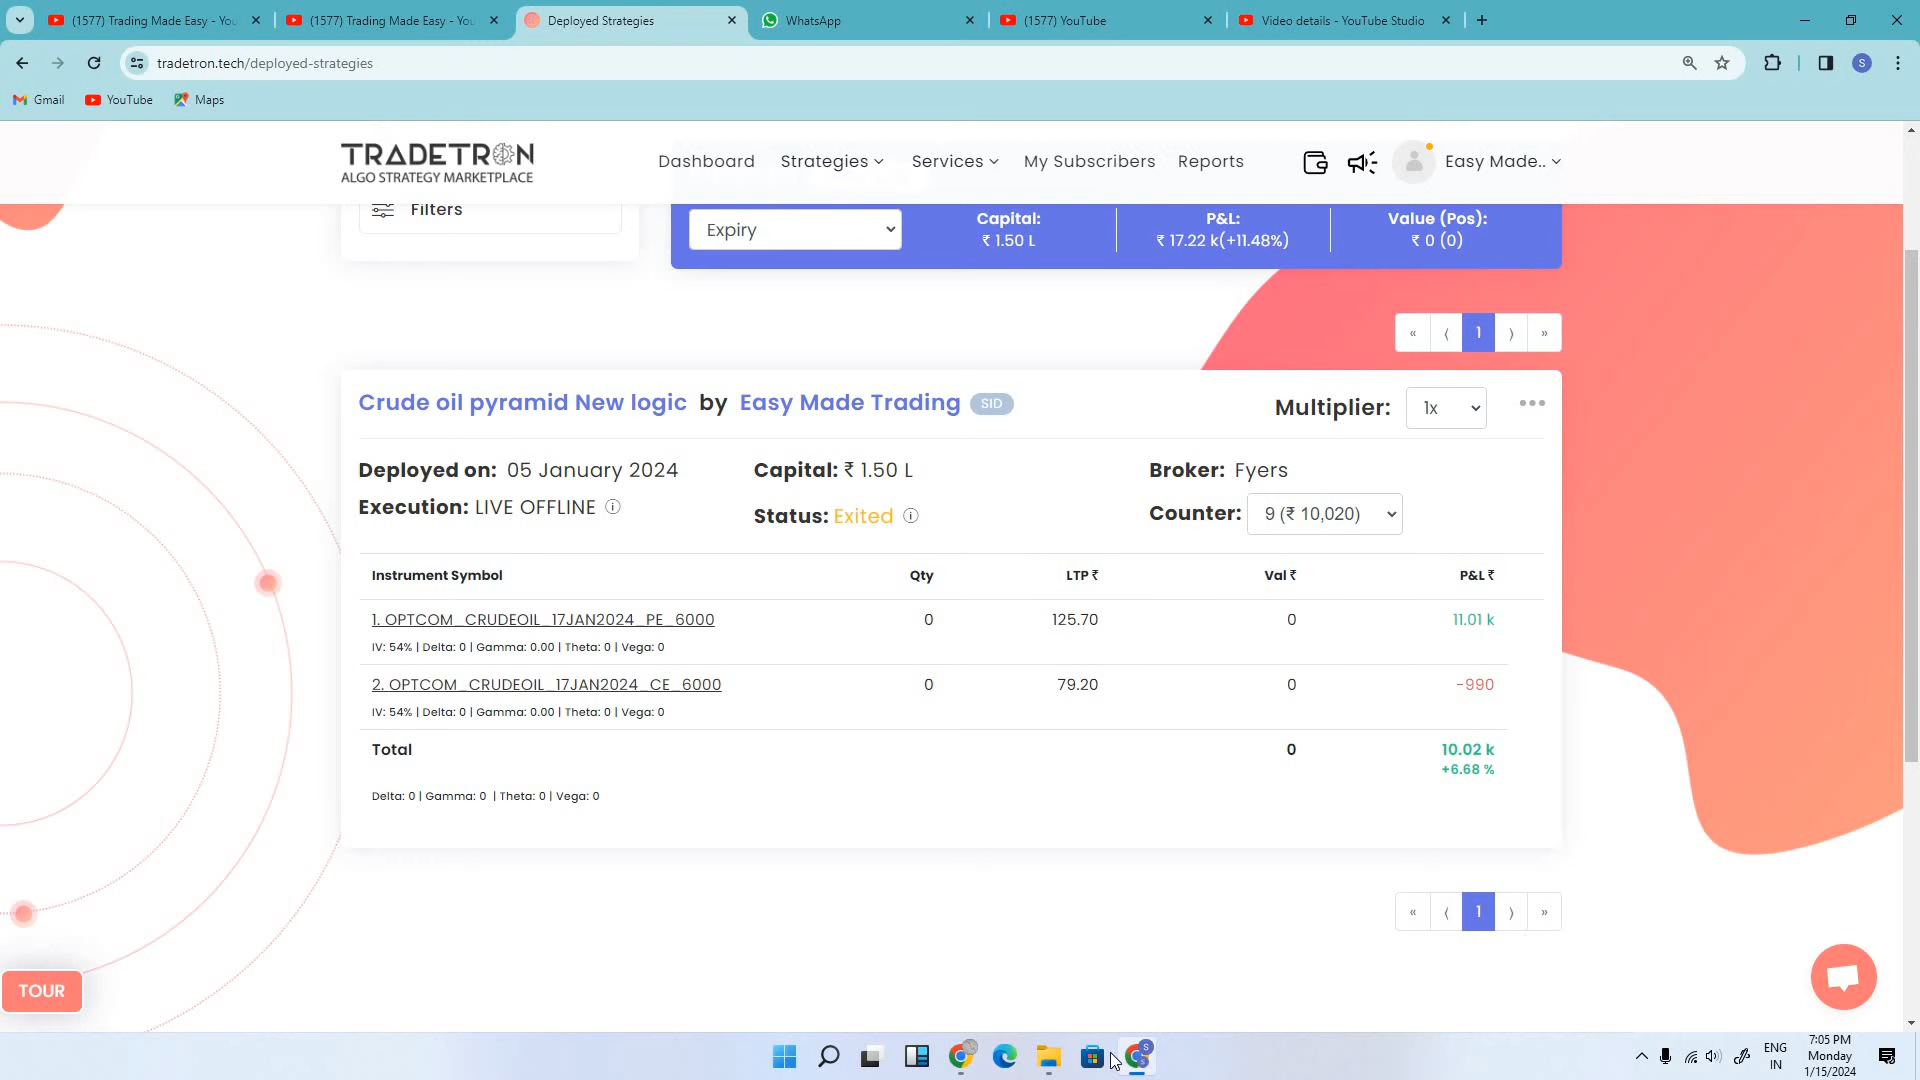 (1577) Trading Made Easy - You
(1577) Trading Made Easy - You
Deployed Strategies
WhatsApp
(1577) YouTube
Video details - YouTube Studio
tradetron.tech/deployed-strategies
S
Gmail
YouTube
Maps
TRADETRON
ALGO STRATEGY MARKETPLACE
Dashboard
Strategies
Services
My Subscribers
Reports
Easy Made..
Filters
Expiry
Capital:
₹ 1.50 L
P&L:
₹ 17.22 k(+11.48%)
Value (Pos):
₹ 0 (0)
« ⟨ 1 ⟩ »
Crude oil pyramid New logic by Easy Made Trading SID
Multiplier: 1x
Deployed on: 05 January 2024
Capital: ₹ 1.50 L
Broker: Fyers
Execution: LIVE OFFLINE
Status: Exited
Counter: 9 (₹ 10,020)
Instrument Symbol Qty LTP ₹ Val ₹ P&L ₹
1. OPTCOM_CRUDEOIL_17JAN2024_PE_6000 0 125.70 0 11.01 k
IV: 54% | Delta: 0 | Gamma: 0.00 | Theta: 0 | Vega: 0
2. OPTCOM_CRUDEOIL_17JAN2024_CE_6000 0 79.20 0 -990
IV: 54% | Delta: 0 | Gamma: 0.00 | Theta: 0 | Vega: 0
Total 0 10.02 k
+6.68 %
Delta: 0 | Gamma: 0 | Theta: 0 | Vega: 0
« ⟨ 1 ⟩ »
TOUR
ENG
IN
7:05 PM
Monday
1/15/2024